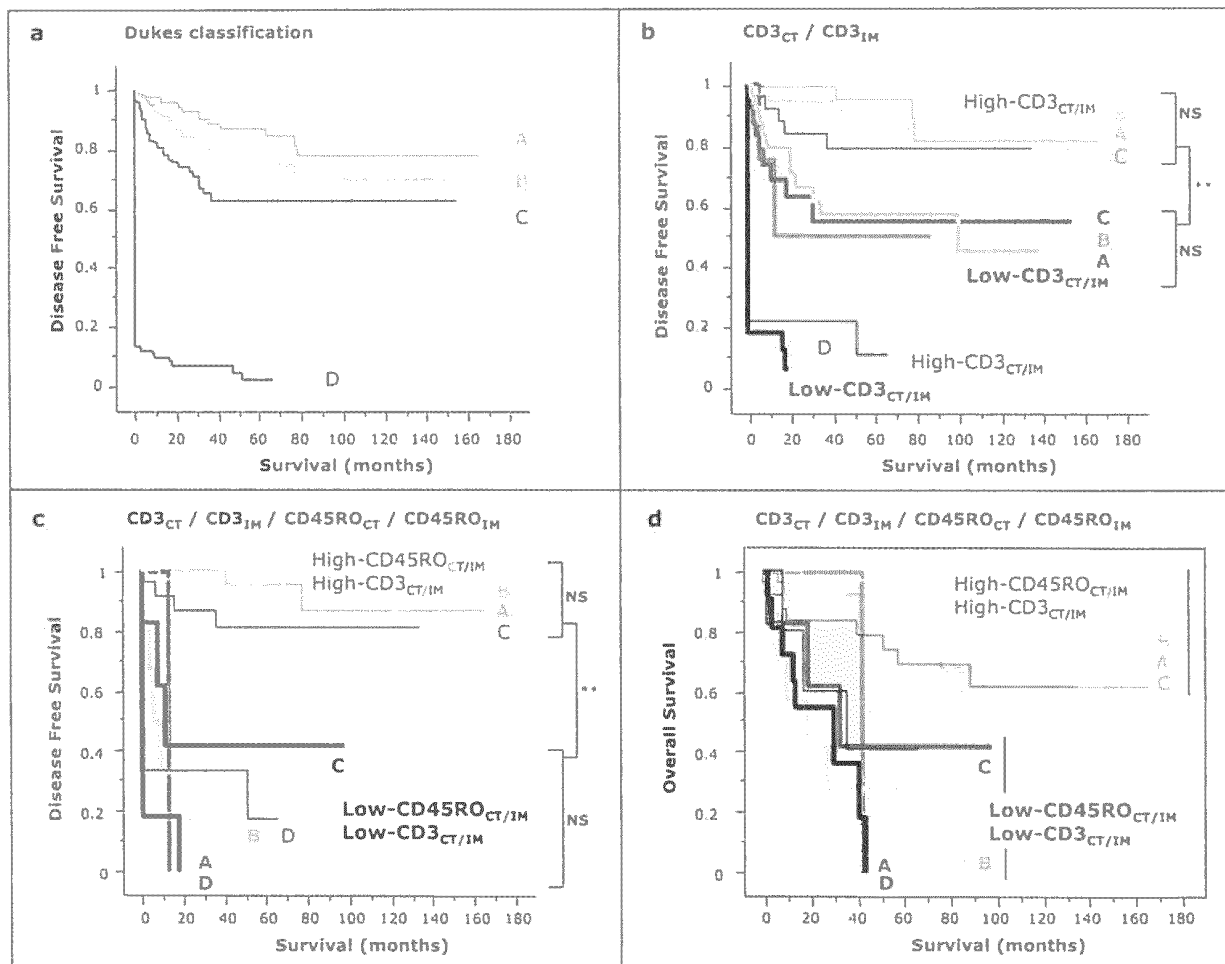 a Dukes classification
Disease Free Survival
1
0.8
0.6
0.4
0.2
0
A
B
C
D
0 20 40 60 80 100 120 140 160 180
Survival (months)
b CD3CT / CD3IM
Disease Free Survival
1
0.8
0.6
0.4
0.2
0
High-CD3CT/IM
A
C
NS
**
C
B
A
NS
Low-CD3CT/IM
D
High-CD3CT/IM
Low-CD3CT/IM
0 20 40 60 80 100 120 140 160 180
Survival (months)
c CD3CT / CD3IM / CD45ROCT / CD45ROIM
Disease Free Survival
1
0.8
0.6
0.4
0.2
0
High-CD45ROCT/IM
High-CD3CT/IM
B
A
C
NS
**
C
Low-CD45ROCT/IM
Low-CD3CT/IM
NS
B D
A
D
0 20 40 60 80 100 120 140 160 180
Survival (months)
d CD3CT / CD3IM / CD45ROCT / CD45ROIM
Overall Survival
1
0.8
0.6
0.4
0.2
0
High-CD45ROCT/IM
High-CD3CT/IM
A
C
C
Low-CD45ROCT/IM
Low-CD3CT/IM
A B
D
0 20 40 60 80 100 120 140 160 180
Survival (months)